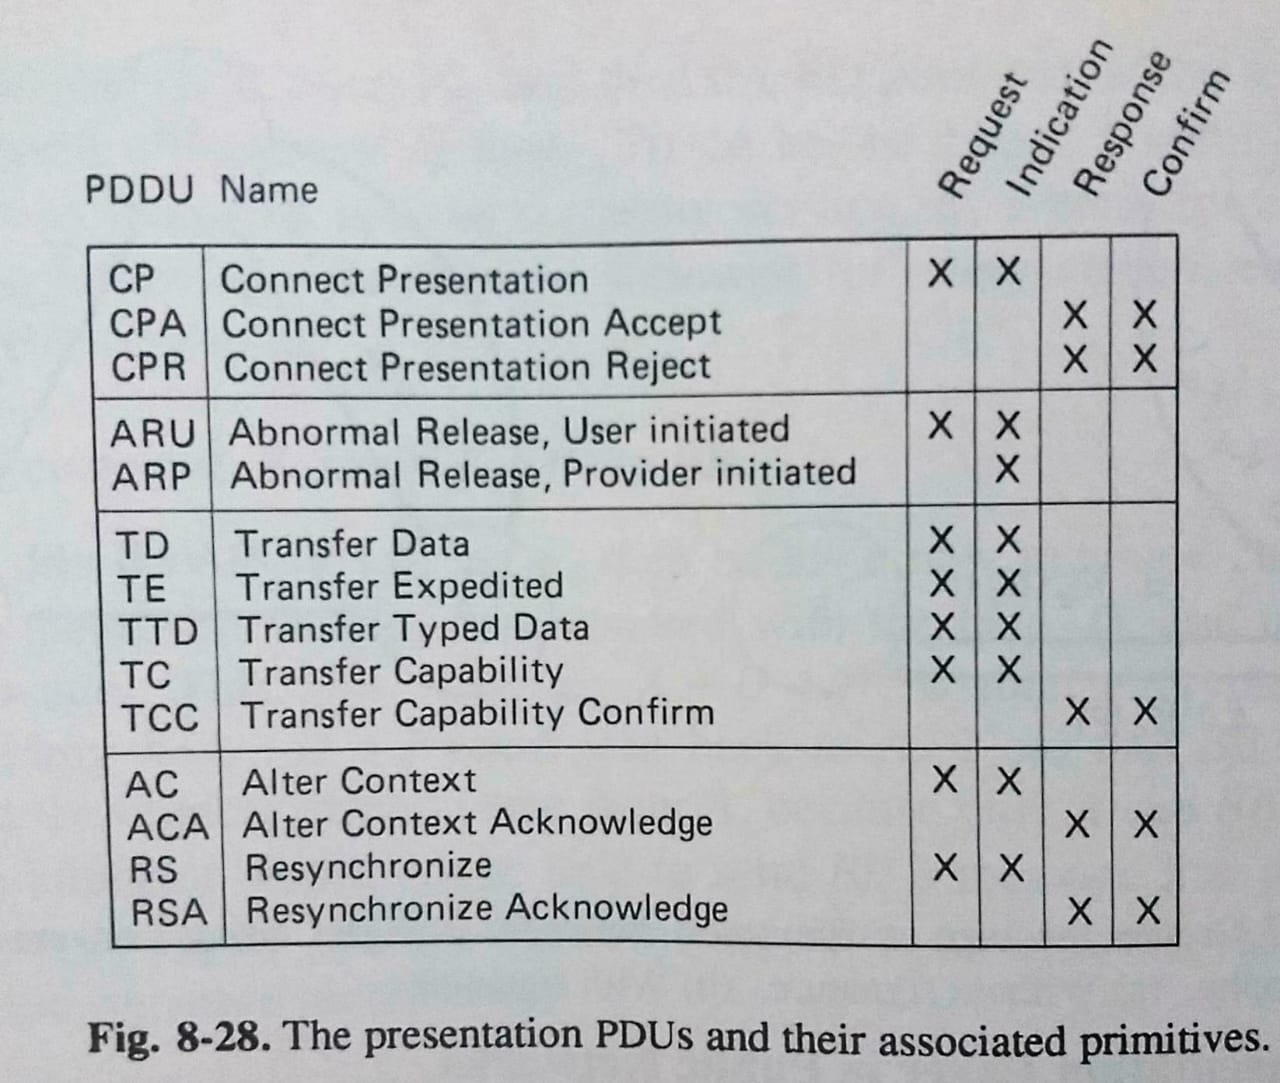 Request Indication Response Confirm
PDDU Name
CP Connect Presentation X X
CPA Connect Presentation Accept X X
CPR Connect Presentation Reject X X
ARU Abnormal Release, User initiated X X
ARP Abnormal Release, Provider initiated X
TD Transfer Data X X
TE Transfer Expedited X X
TTD Transfer Typed Data X X
TC Transfer Capability X X
TCC Transfer Capability Confirm X X
AC Alter Context X X
ACA Alter Context Acknowledge X X
RS Resynchronize X X
RSA Resynchronize Acknowledge X X
Fig. 8-28. The presentation PDUs and their associated primitives.